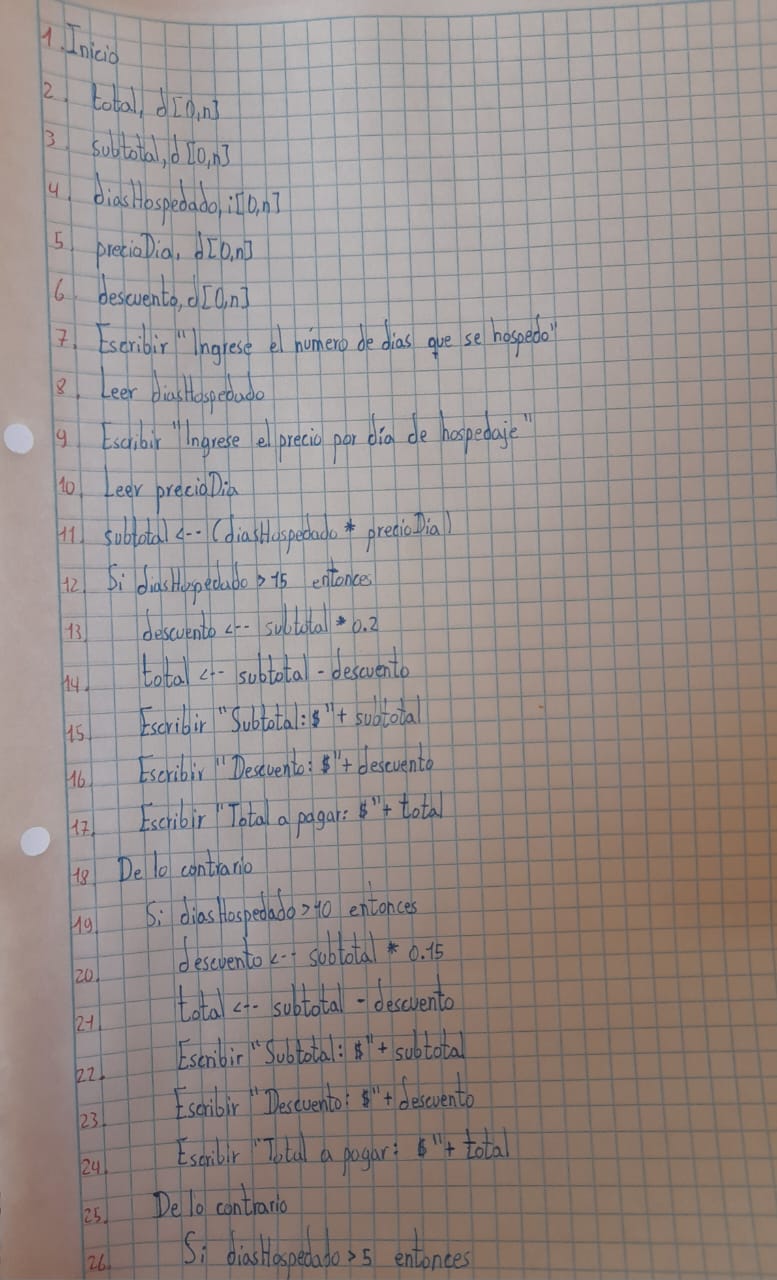 1. Inicio
2. total, d[0,n]
3. subtotal, d[0,n]
4. diasHospedado, i[0,n]
5. precioDia, d[0,n]
6. descuento, d[0,n]
7. Escribir "Ingrese el número de dias que se hospedo"
8. Leer diasHospedado
9. Escribir "Ingrese el precio por día de hospedaje"
10. Leer precioDia
11. subtotal <-- (diasHospedado * precioDia)
12. Si diasHospedado > 15 entonces
13. descuento <-- subtotal * 0.2
14. total <-- subtotal - descuento
15. Escribir "Subtotal: $" + subtotal
16. Escribir "Descuento: $" + descuento
17. Escribir "Total a pagar: $" + total
18. De lo contrario
19. Si diasHospedado > 10 entonces
20. descuento <-- subtotal * 0.15
21. total <-- subtotal - descuento
22. Escribir "Subtotal: $" + subtotal
23. Escribir "Descuento: $" + descuento
24. Escribir "Total a pagar: $" + total
25. De lo contrario
26. Si diasHospedado > 5 entonces